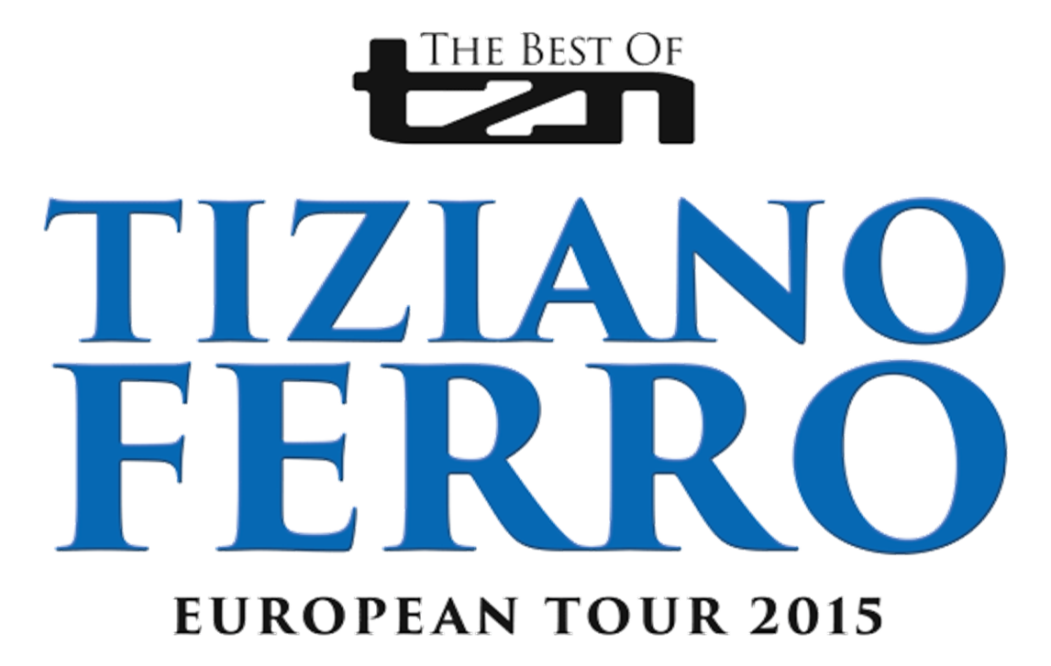 THE BEST OF
tzn
TIZIANO
FERRO
EUROPEAN TOUR 2015